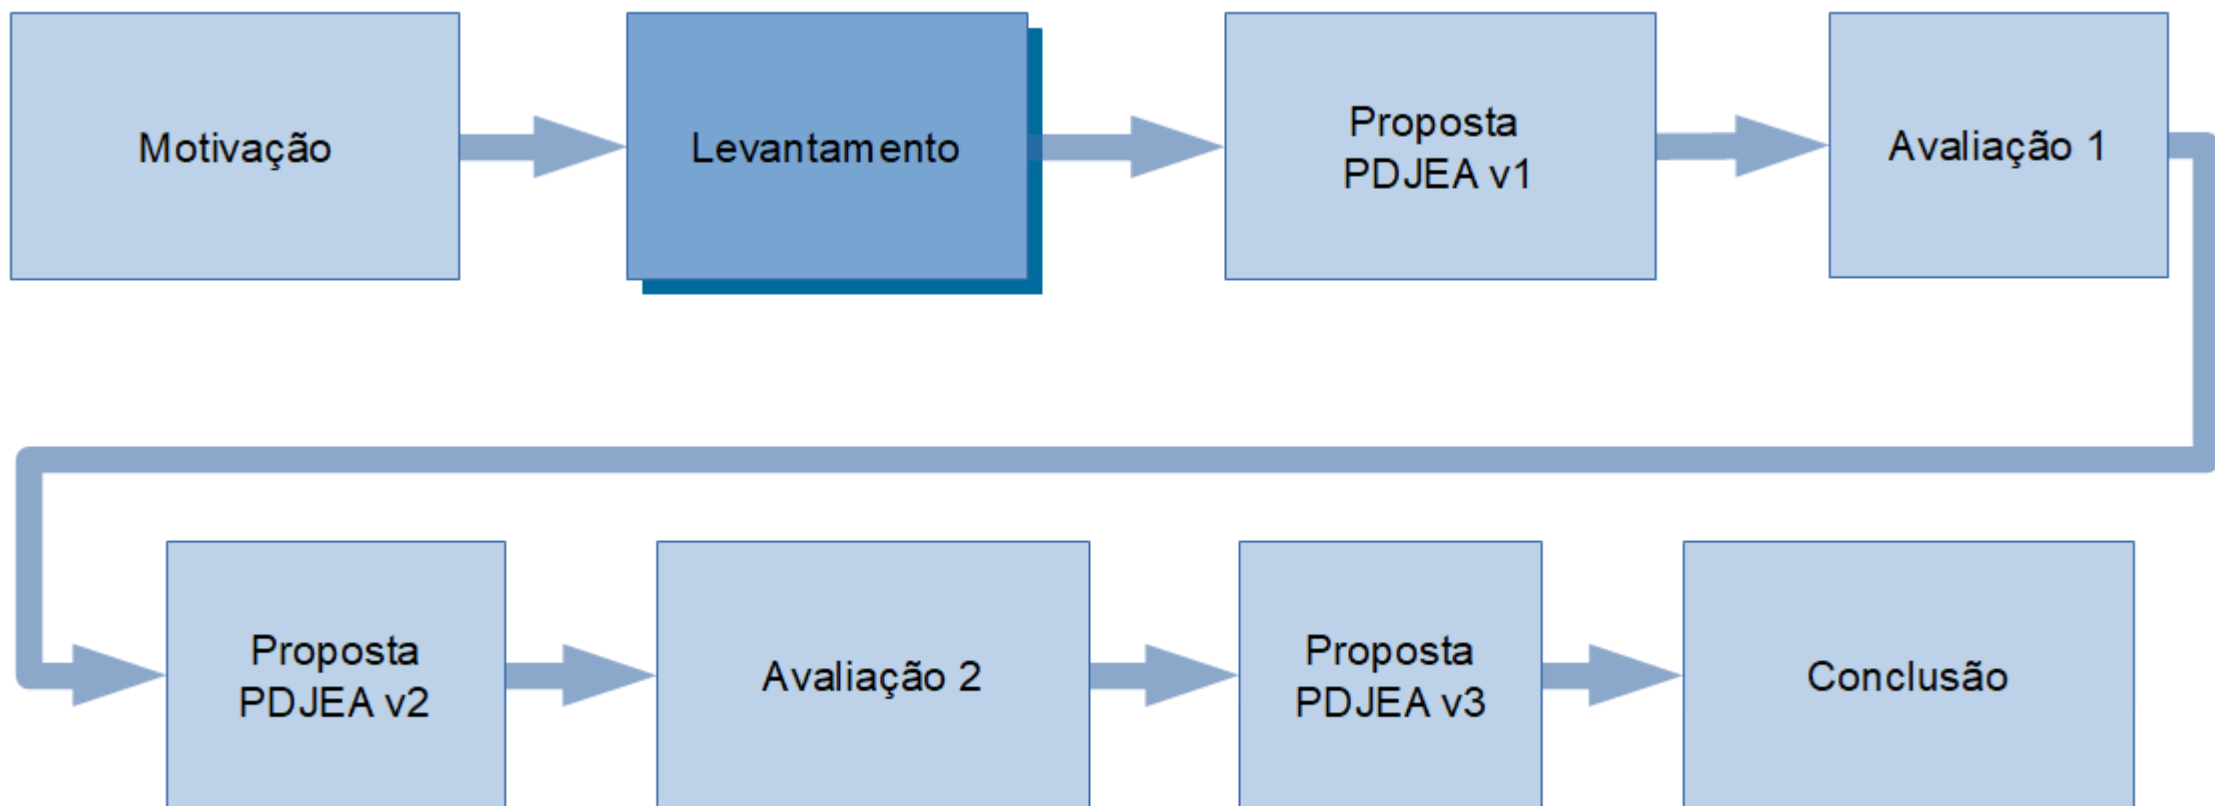 Motivação
Levantamento
Proposta
PDJEA v1
Avaliação 1
Proposta
PDJEA v2
Avaliação 2
Proposta
PDJEA v3
Conclusão